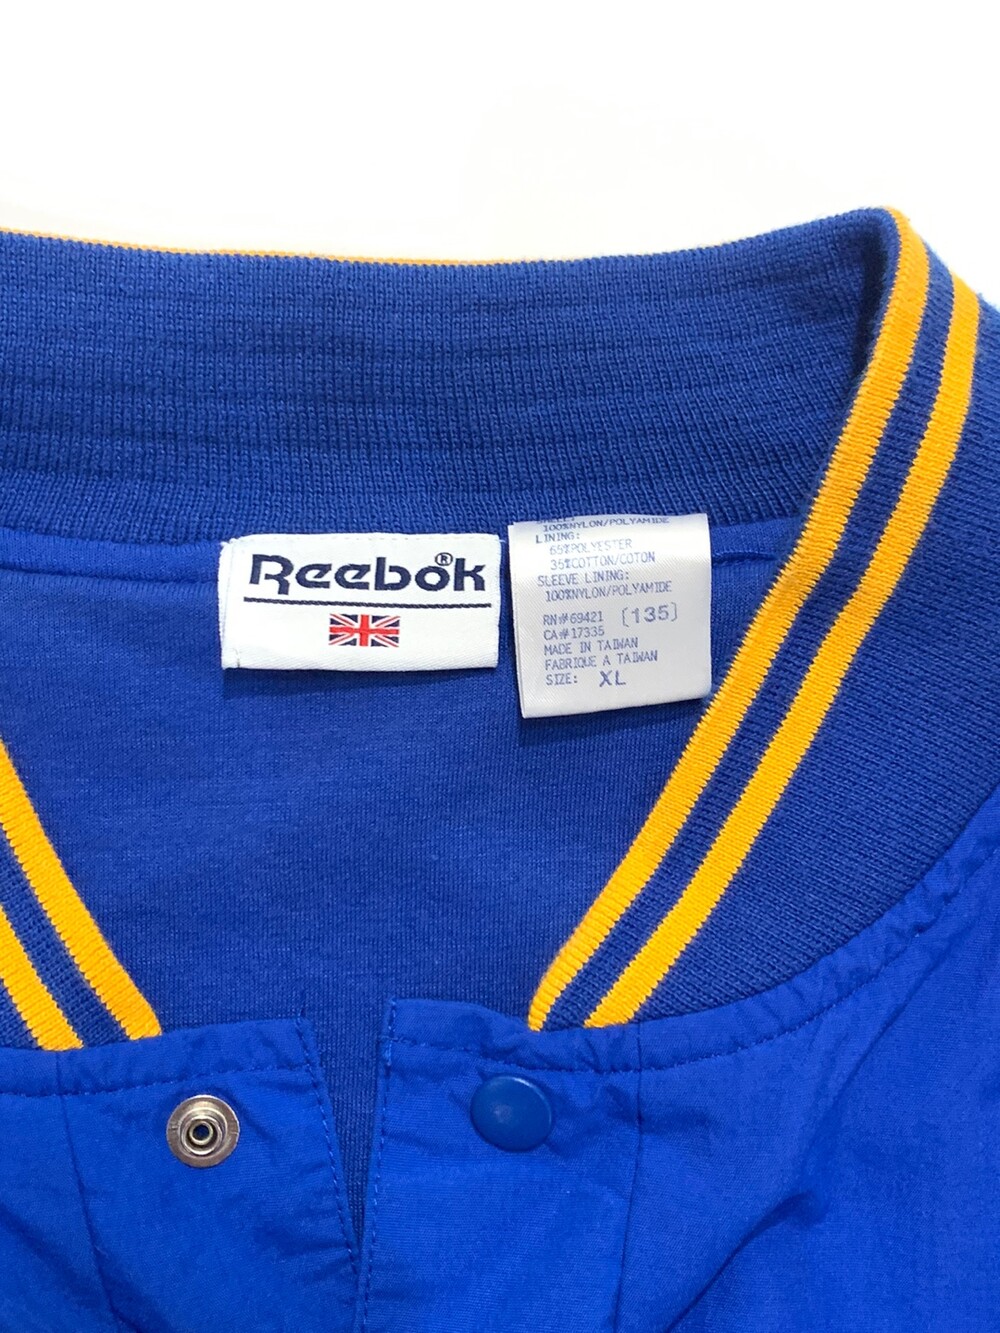 Reebok®
100%NYLON/POLYAMIDE
LINING:
65%POLYESTER
35%COTTON/COTON
SLEEVE LINING:
100%NYLON/POLYAMIDE
RN#69421 [135]
CA#17335
MADE IN TAIWAN
FABRIQUE A TAIWAN
SIZE: XL